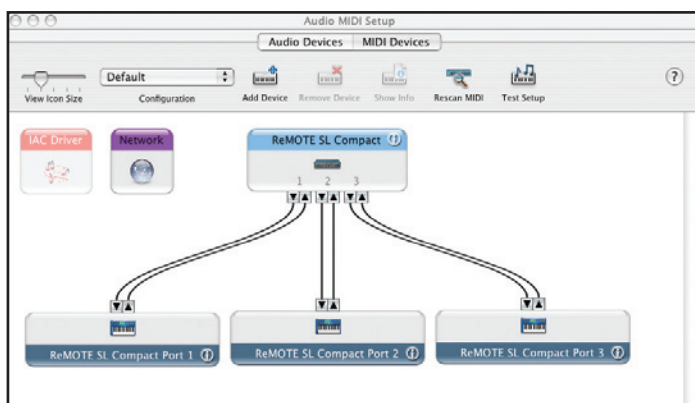 Audio MIDI Setup
Audio Devices MIDI Devices
Default
View Icon Size Configuration Add Device Remove Device Show Info Rescan MIDI Test Setup
?
IAC Driver Network ReMOTE SL Compact i
1 2 3
ReMOTE SL Compact Port 1 i ReMOTE SL Compact Port 2 i ReMOTE SL Compact Port 3 i